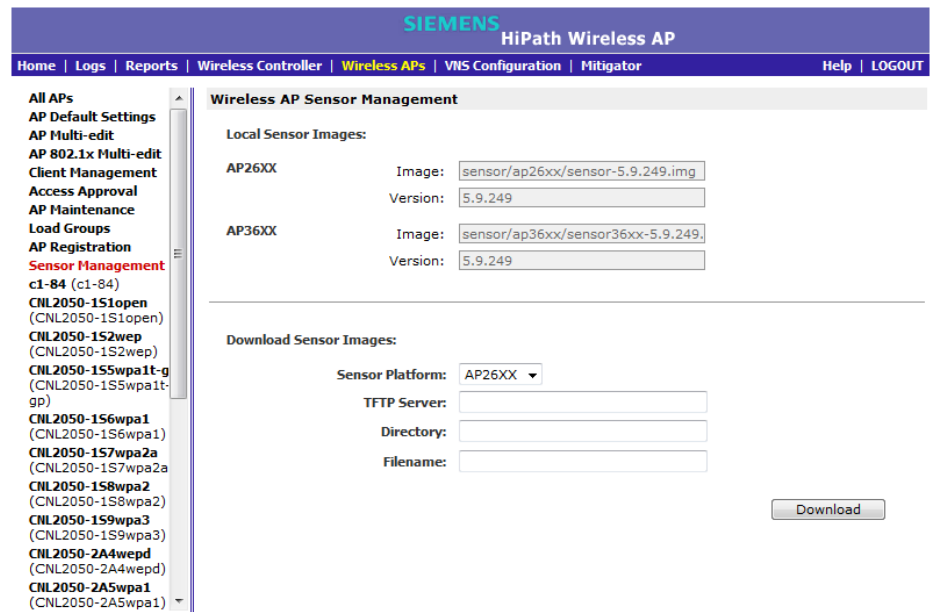 SIEMENS
HiPath Wireless AP
Home | Logs | Reports | Wireless Controller | Wireless APs | VNS Configuration | Mitigator Help | LOGOUT
All APs
AP Default Settings
AP Multi-edit
AP 802.1x Multi-edit
Client Management
Access Approval
AP Maintenance
Load Groups
AP Registration
Sensor Management
c1-84 (c1-84)
CNL2050-1S1open
(CNL2050-1S1open)
CNL2050-1S2wep
(CNL2050-1S2wep)
CNL2050-1S5wpa1t-g
(CNL2050-1S5wpa1t-
gp)
CNL2050-1S6wpa1
(CNL2050-1S6wpa1)
CNL2050-1S7wpa2a
(CNL2050-1S7wpa2a
CNL2050-1S8wpa2
(CNL2050-1S8wpa2)
CNL2050-1S9wpa3
(CNL2050-1S9wpa3)
CNL2050-2A4wepd
(CNL2050-2A4wepd)
CNL2050-2A5wpa1
(CNL2050-2A5wpa1)
Wireless AP Sensor Management
Local Sensor Images:
AP26XX Image: sensor/ap26xx/sensor-5.9.249.img
Version: 5.9.249
AP36XX Image: sensor/ap36xx/sensor36xx-5.9.249.
Version: 5.9.249
Download Sensor Images:
Sensor Platform: AP26XX
TFTP Server:
Directory:
Filename:
Download